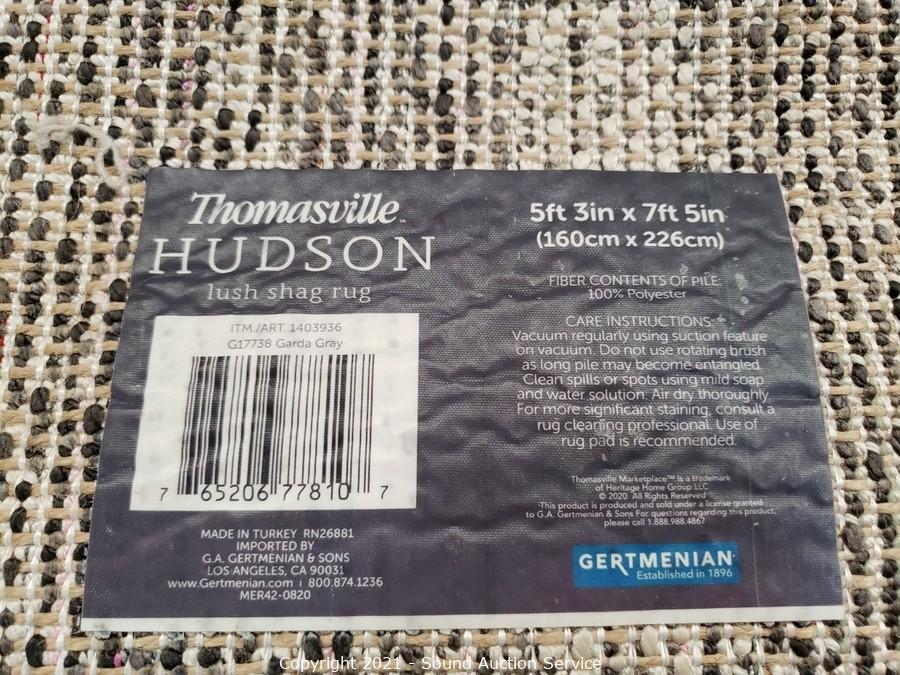 Thomasville™
HUDSON
lush shag rug
ITM./ART. 1403936
G17738 Garda Gray
7 65206 77810 7
MADE IN TURKEY RN26881
IMPORTED BY
G.A. GERTMENIAN & SONS
LOS ANGELES, CA 90031
www.Gertmenian.com | 800.874.1236
MER42-0820
5ft 3in x 7ft 5in
(160cm x 226cm)
FIBER CONTENTS OF PILE:
100% Polyester
CARE INSTRUCTIONS:
Vacuum regularly using suction feature
on vacuum. Do not use rotating brush
as long pile may become entangled.
Clean spills or spots using mild soap
and water solution. Air dry thoroughly.
For more significant staining, consult a
rug cleaning professional. Use of
rug pad is recommended.
Thomasville Marketplace™ is a trademark
of Heritage Home Group LLC
© 2020 All Rights Reserved
This product is produced and sold under a license granted
to G.A. Gertmenian & Sons For questions regarding this product,
please call 1.888.988.4867
GERTMENIAN
Established in 1896
Copyright 2021 - Sound Auction Service